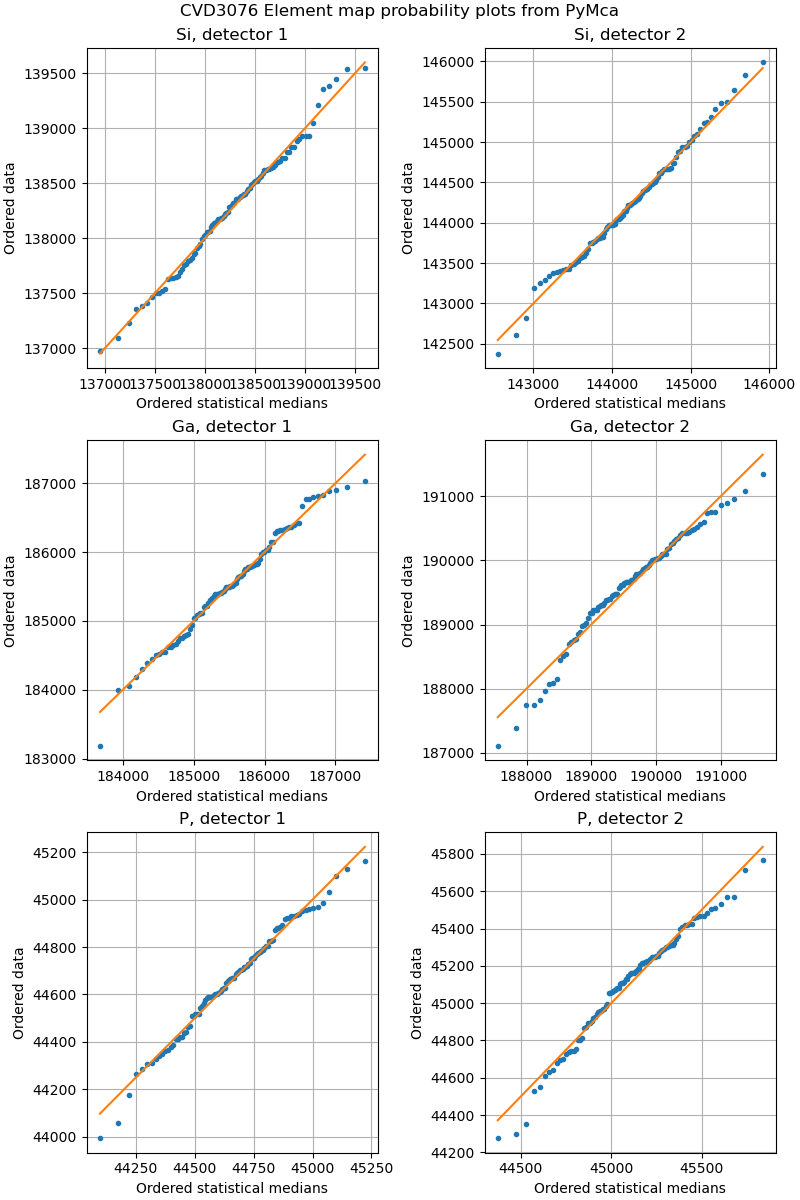 CVD3076 Element map probability plots from PyMca
Si, detector 1
Ordered data
139500
139000
138500
138000
137500
137000
137000 137500 138000 138500 139000 139500
Ordered statistical medians
Si, detector 2
Ordered data
146000
145500
145000
144500
144000
143500
143000
142500
143000 144000 145000 146000
Ordered statistical medians
Ga, detector 1
Ordered data
187000
186000
185000
184000
183000
184000 185000 186000 187000
Ordered statistical medians
Ga, detector 2
Ordered data
191000
190000
189000
188000
187000
188000 189000 190000 191000
Ordered statistical medians
P, detector 1
Ordered data
45200
45000
44800
44600
44400
44200
44000
44250 44500 44750 45000 45250
Ordered statistical medians
P, detector 2
Ordered data
45800
45600
45400
45200
45000
44800
44600
44400
44200
44500 45000 45500
Ordered statistical medians